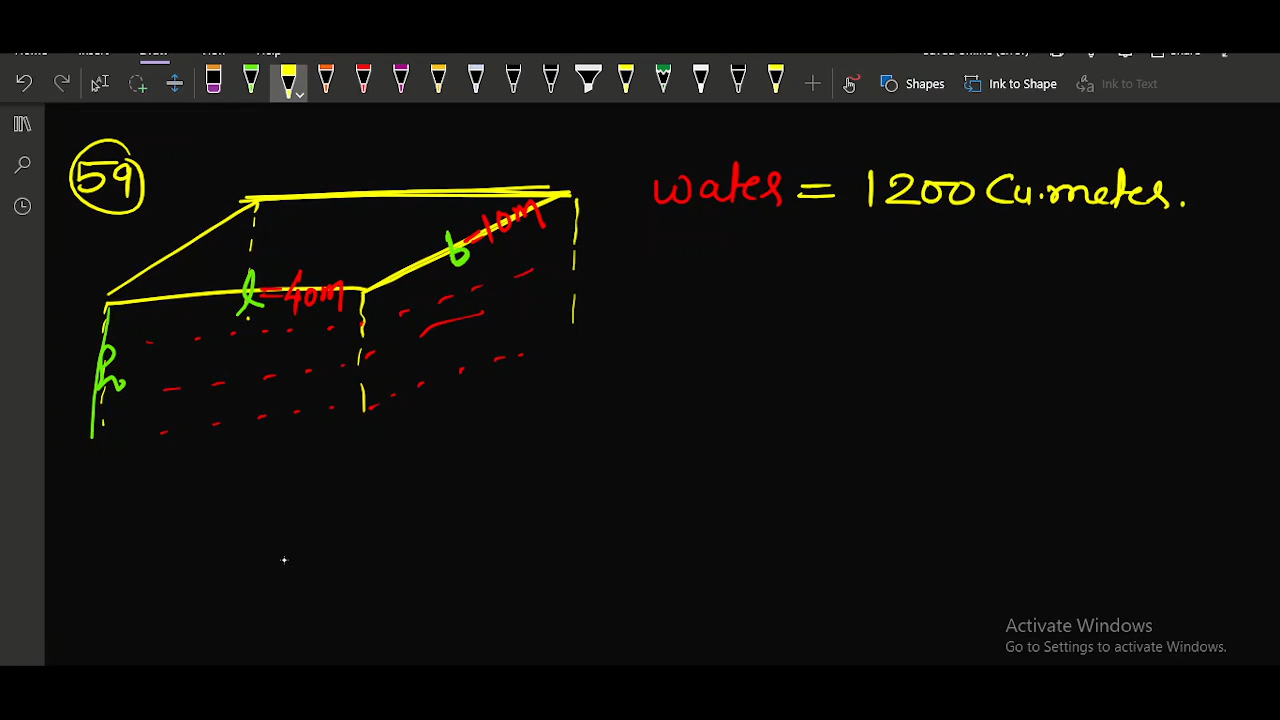 Shapes
Ink to Shape
Ink to Text
59
water = 1200 Cu.meter.
b = 10m
l = 40m
h
Activate Windows
Go to Settings to activate Windows.